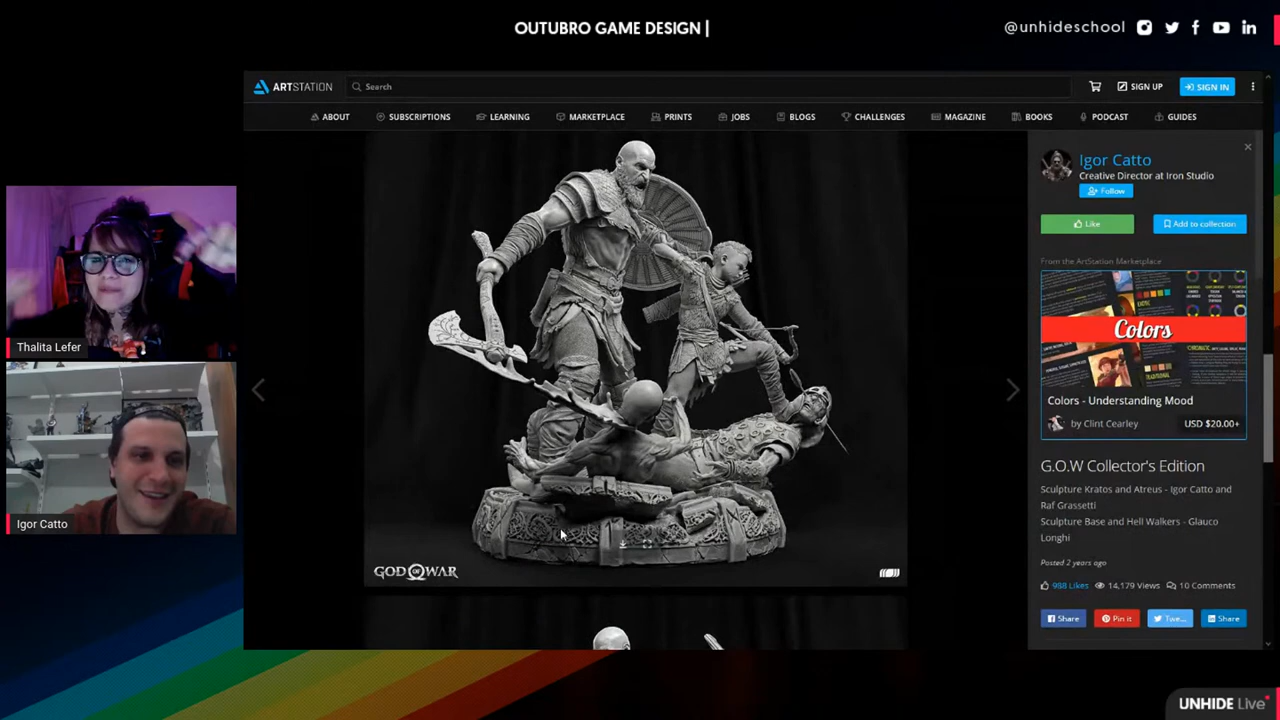 OUTUBRO GAME DESIGN |
@unhideschool
ARTSTATION
Search
SIGN UP
SIGN IN
ABOUT
SUBSCRIPTIONS
LEARNING
MARKETPLACE
PRINTS
JOBS
BLOGS
CHALLENGES
MAGAZINE
BOOKS
PODCAST
GUIDES
Thalita Lefer
Igor Catto
GOD OF WAR
Igor Catto
Creative Director at Iron Studio
Follow
Like
Add to collection
From the ArtStation Marketplace
Colors
Colors - Understanding Mood
by Clint Cearley
USD $20.00+
G.O.W Collector's Edition
Sculpture Kratos and Atreus - Igor Catto and
Raf Grassetti
Sculpture Base and Hell Walkers - Glauco
Longhi
Posted 2 years ago
988 Likes
14,179 Views
10 Comments
Share
Pin it
Twe...
Share
UNHIDE Live